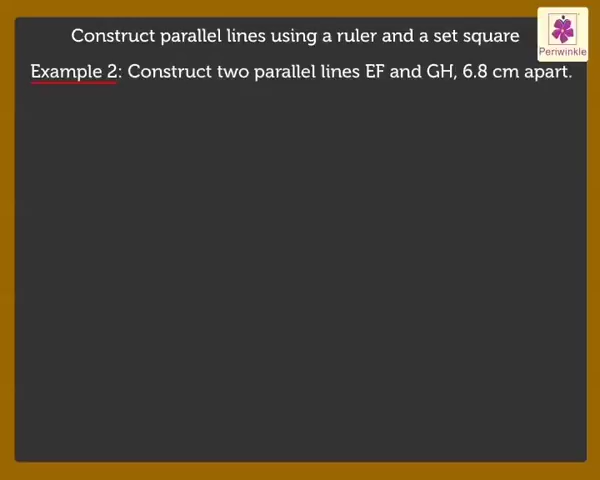 Construct parallel lines using a ruler and a set square
Periwinkle
Example 2: Construct two parallel lines EF and GH, 6.8 cm apart.